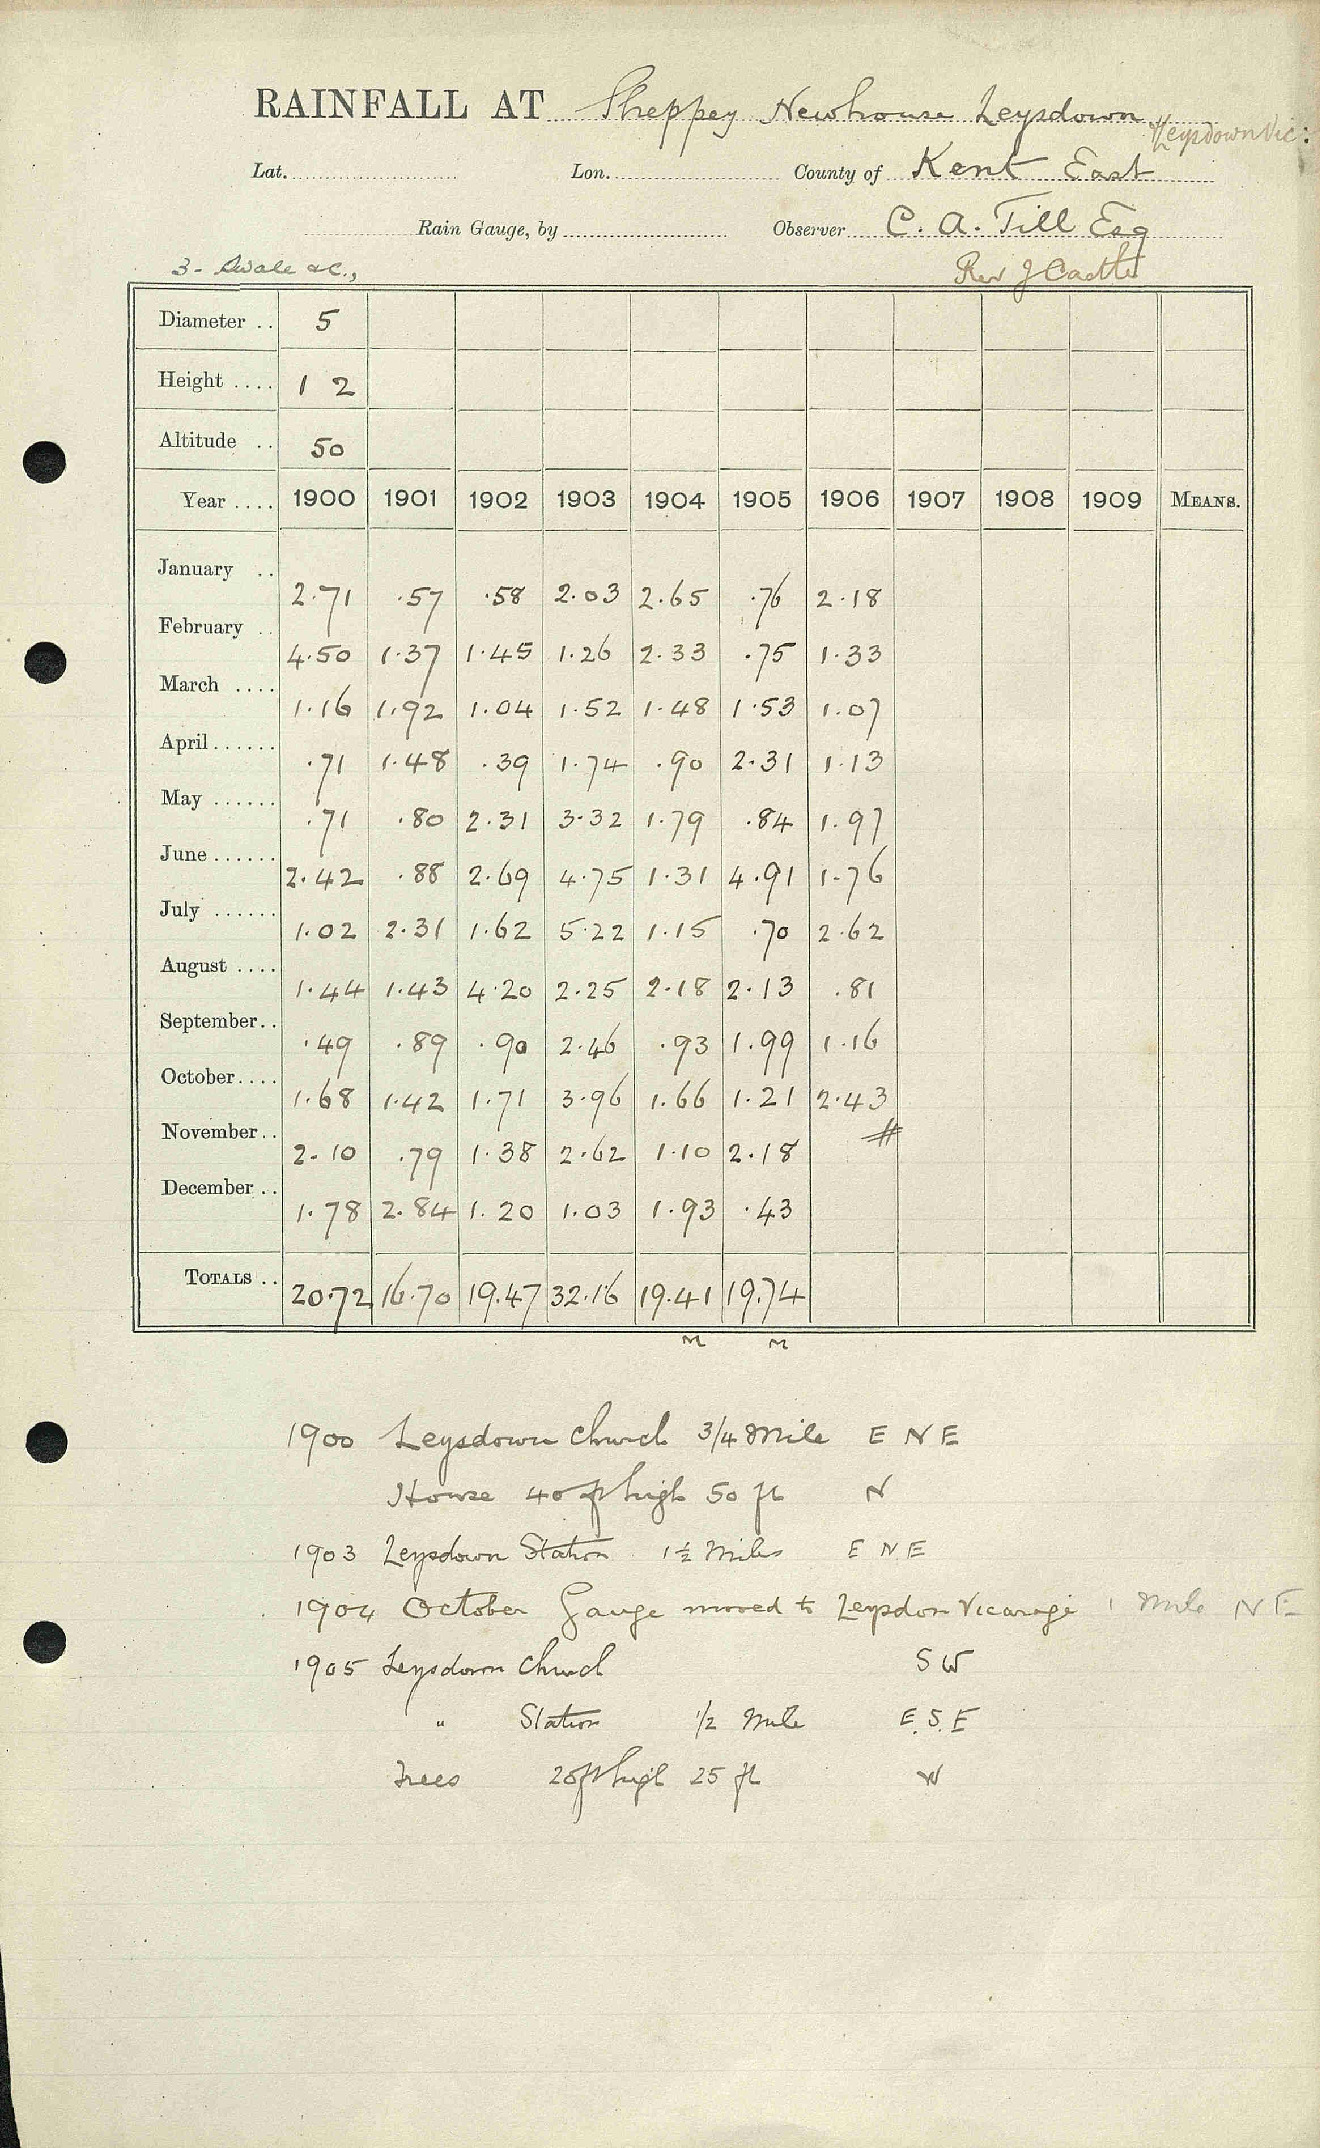 RAINFALL AT Sheppey Newhouse Leysdown & Leysdown Vic:
Lat. Lon. County of Kent East
Rain Gauge, by Observer C. A. Till Esq
3 - Swale &c., Rev J Castle
Diameter .. 5
Height .... 1 2
Altitude .. 50
Year .... 1900 1901 1902 1903 1904 1905 1906 1907 1908 1909 MEANS.
January .. 2.71 .57 .58 2.03 2.65 .76 2.18
February .. 4.50 1.37 1.45 1.26 2.33 .75 1.33
March .... 1.16 1.92 1.04 1.52 1.48 1.53 1.07
April ...... .71 1.48 .39 1.74 .90 2.31 1.13
May ...... .71 .80 2.31 3.32 1.79 .84 1.97
June ...... 2.42 .88 2.69 4.75 1.31 4.91 1.76
July ...... 1.02 2.31 1.62 5.22 1.15 .70 2.62
August .... 1.44 1.43 4.20 2.25 2.18 2.13 .81
September .. .49 .89 .90 2.46 .93 1.99 1.16
October .... 1.68 1.42 1.71 3.96 1.66 1.21 2.43
November .. 2.10 .79 1.38 2.62 1.10 2.18 #
December .. 1.78 2.84 1.20 1.03 1.93 .43
TOTALS .. 20.72 16.70 19.47 32.16 19.41 19.74
M M
1900 Leysdown Church 3/4 Mile E N E
House 40 ft high 50 ft N
1903 Leysdown Station 1½ Miles E N E
1904 October Gauge moved to Leysdon Vicarage 1 Mile N E
1905 Leysdown Church S W
" Station 1/2 Mile E.S.E
Trees 20 ft high 25 ft W